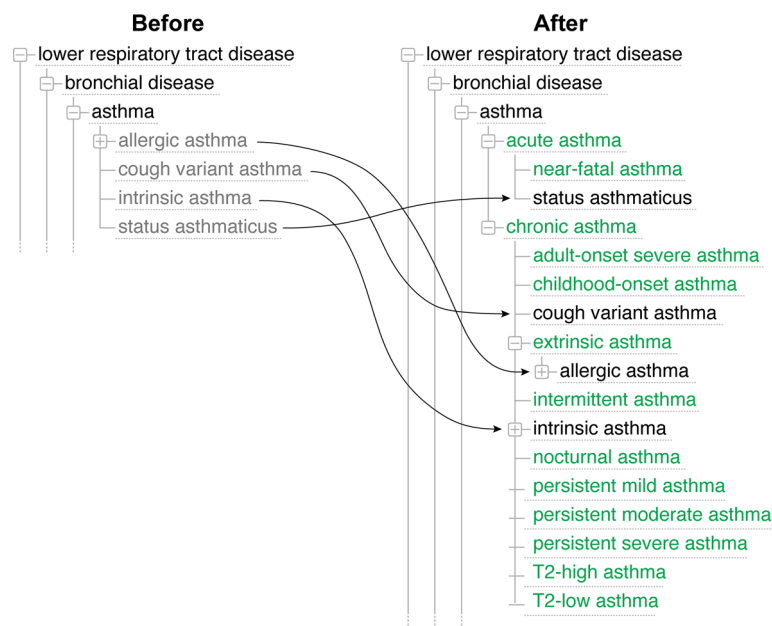 Before
lower respiratory tract disease
bronchial disease
asthma
allergic asthma
cough variant asthma
intrinsic asthma
status asthmaticus
After
lower respiratory tract disease
bronchial disease
asthma
acute asthma
near-fatal asthma
status asthmaticus
chronic asthma
adult-onset severe asthma
childhood-onset asthma
cough variant asthma
extrinsic asthma
allergic asthma
intermittent asthma
intrinsic asthma
nocturnal asthma
persistent mild asthma
persistent moderate asthma
persistent severe asthma
T2-high asthma
T2-low asthma